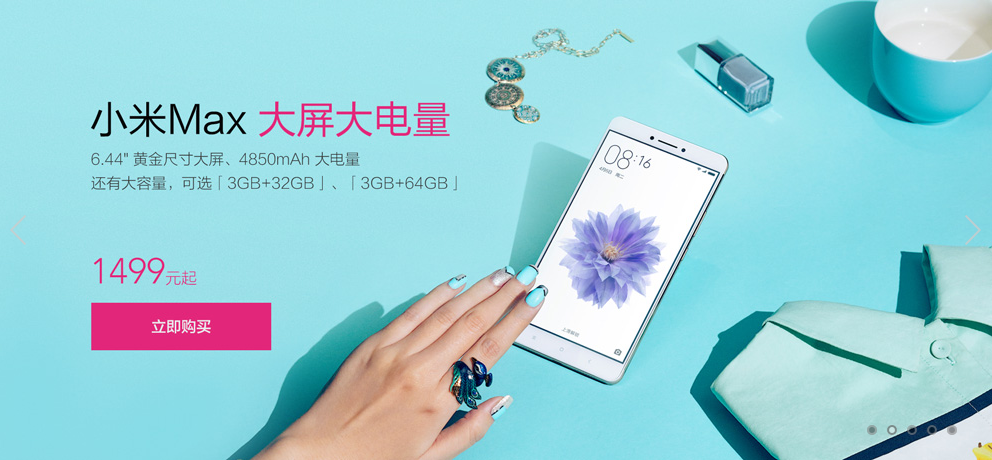 小米Max 大屏大电量
6.44" 黄金尺寸大屏、4850mAh 大电量
还有大容量，可选「 3GB+32GB 」、「 3GB+64GB 」
1499元起
立即购买
08:16